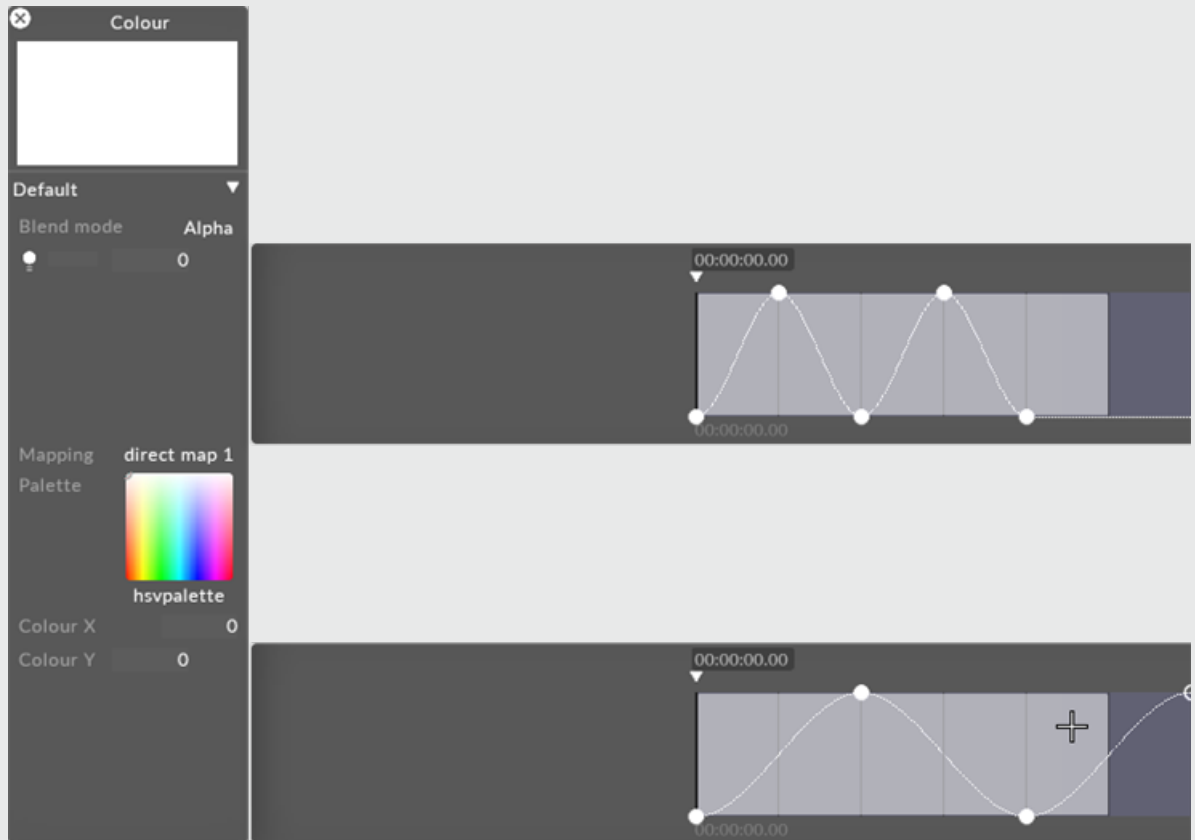 Colour
Default
Blend mode Alpha
0
00:00:00.00
00:00:00.00
Mapping direct map 1
Palette
hsvpalette
Colour X 0
Colour Y 0
00:00:00.00
00:00:00.00